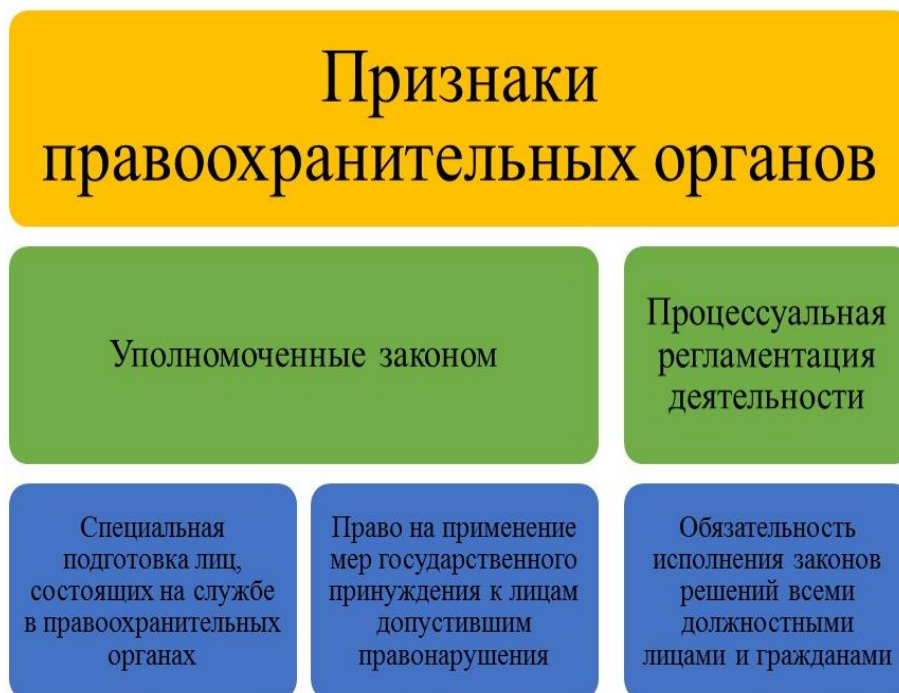 Признаки
правоохранительных органов
Уполномоченные законом
Процессуальная
регламентация
деятельности
Специальная
подготовка лиц,
состоящих на службе
в правоохранительных
органах
Право на применение
мер государственного
принуждения к лицам
допустившим
правонарушения
Обязательность
исполнения законов
решений всеми
должностными
лицами и гражданами